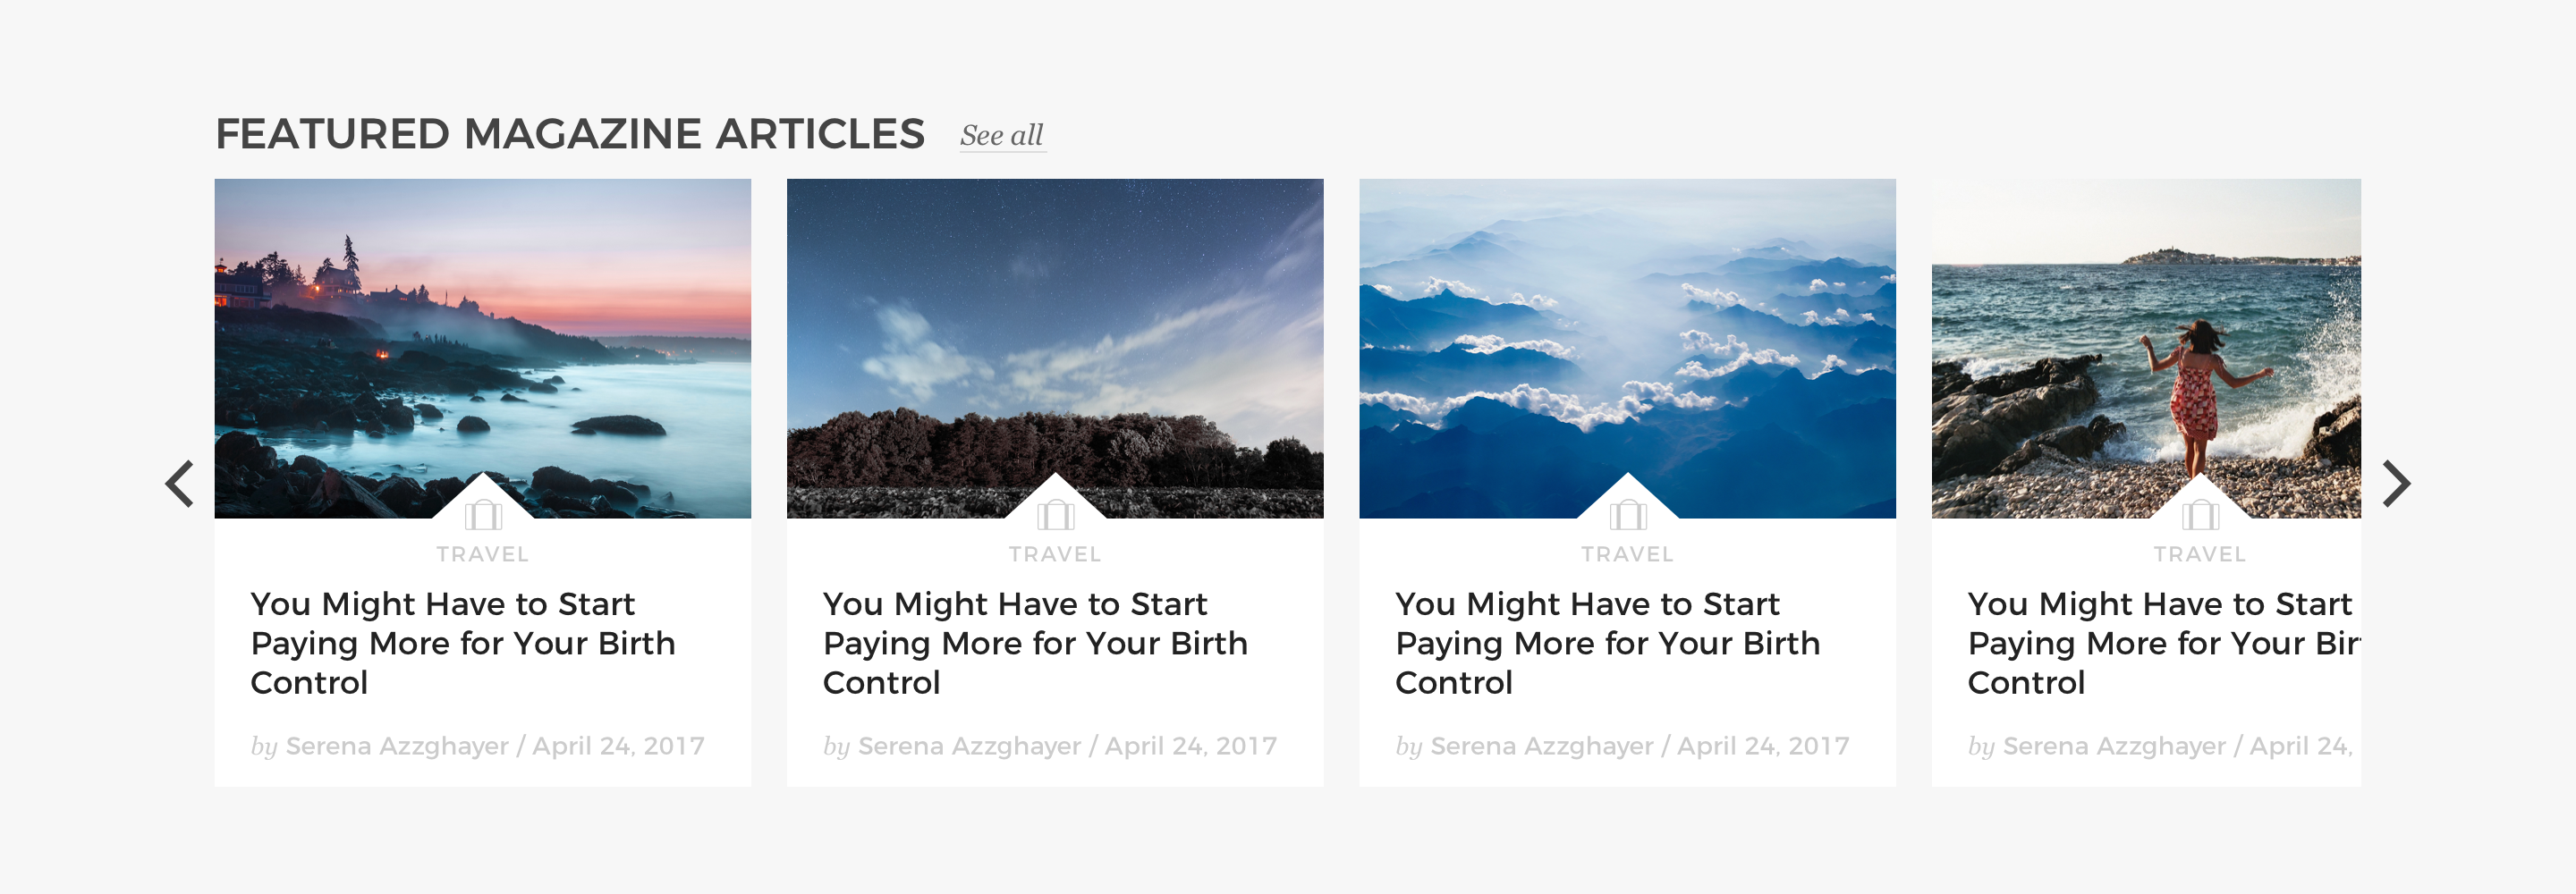 FEATURED MAGAZINE ARTICLES See all
TRAVEL
You Might Have to Start
Paying More for Your Birth
Control
by Serena Azzghayer / April 24, 2017
TRAVEL
You Might Have to Start
Paying More for Your Birth
Control
by Serena Azzghayer / April 24, 2017
TRAVEL
You Might Have to Start
Paying More for Your Birth
Control
by Serena Azzghayer / April 24, 2017
TRAVEL
You Might Have to Start
Paying More for Your Bir
Control
by Serena Azzghayer / April 24,